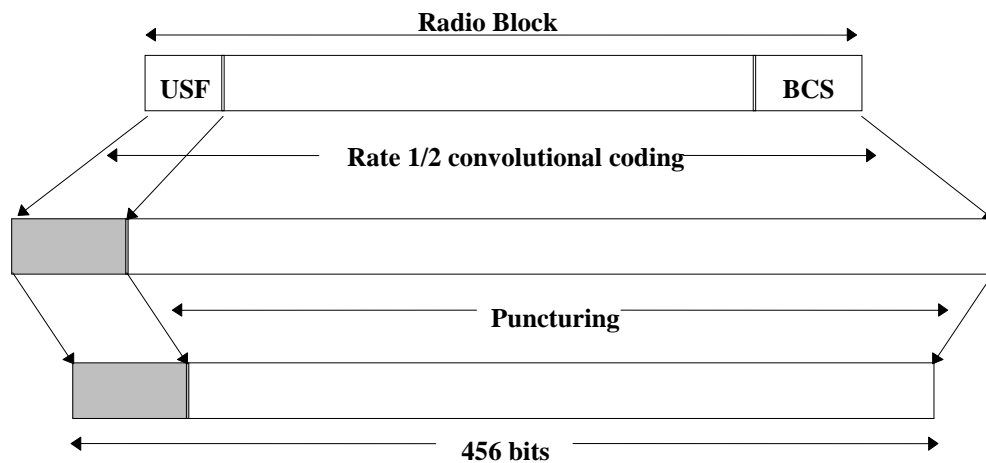 Radio Block
USF
BCS
Rate 1/2 convolutional coding
Puncturing
456 bits